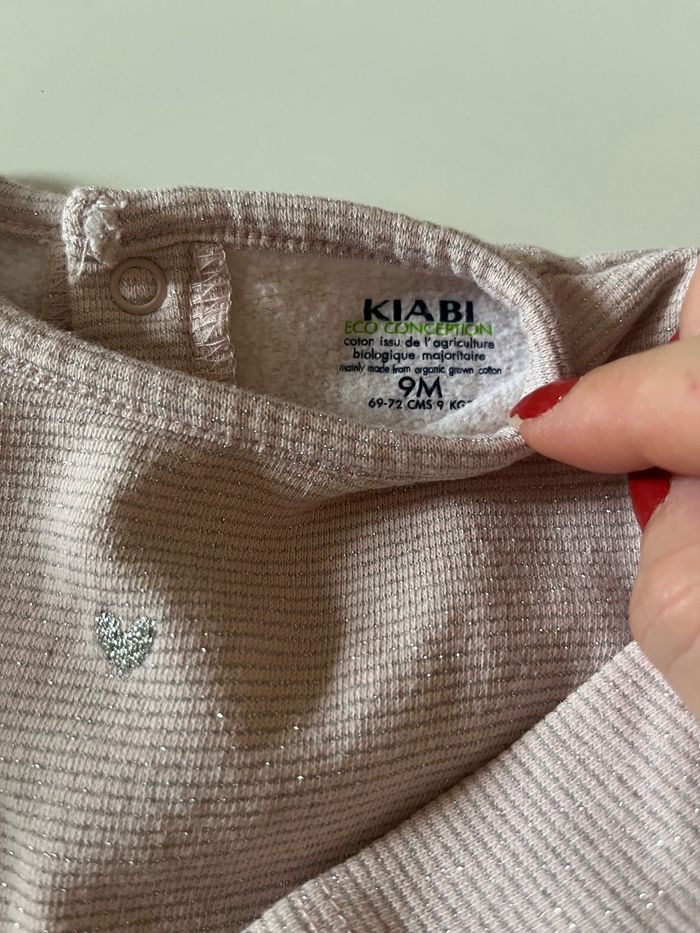 KIABI
ECO CONCEPTION
coton issu de l'agriculture
biologique majoritaire
mainly made from organic grown cotton
9M
69-72 CMS 9